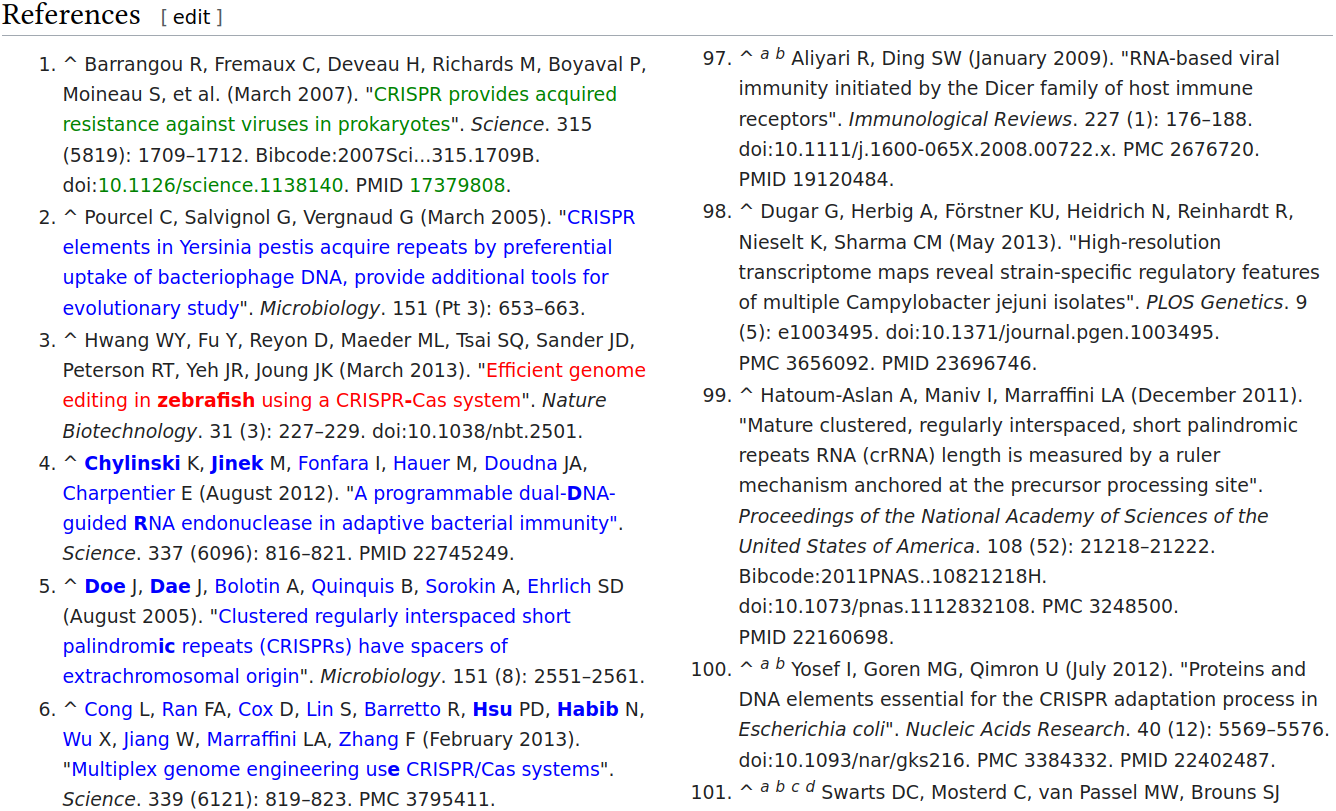 References [ edit ]
1. ^ Barrangou R, Fremaux C, Deveau H, Richards M, Boyaval P,
Moineau S, et al. (March 2007). "CRISPR provides acquired
resistance against viruses in prokaryotes". Science. 315
(5819): 1709–1712. Bibcode:2007Sci...315.1709B.
doi:10.1126/science.1138140. PMID 17379808.
2. ^ Pourcel C, Salvignol G, Vergnaud G (March 2005). "CRISPR
elements in Yersinia pestis acquire repeats by preferential
uptake of bacteriophage DNA, provide additional tools for
evolutionary study". Microbiology. 151 (Pt 3): 653–663.
3. ^ Hwang WY, Fu Y, Reyon D, Maeder ML, Tsai SQ, Sander JD,
Peterson RT, Yeh JR, Joung JK (March 2013). "Efficient genome
editing in zebrafish using a CRISPR-Cas system". Nature
Biotechnology. 31 (3): 227–229. doi:10.1038/nbt.2501.
4. ^ Chylinski K, Jinek M, Fonfara I, Hauer M, Doudna JA,
Charpentier E (August 2012). "A programmable dual-DNA-
guided RNA endonuclease in adaptive bacterial immunity".
Science. 337 (6096): 816–821. PMID 22745249.
5. ^ Doe J, Dae J, Bolotin A, Quinquis B, Sorokin A, Ehrlich SD
(August 2005). "Clustered regularly interspaced short
palindromic repeats (CRISPRs) have spacers of
extrachromosomal origin". Microbiology. 151 (8): 2551–2561.
6. ^ Cong L, Ran FA, Cox D, Lin S, Barretto R, Hsu PD, Habib N,
Wu X, Jiang W, Marraffini LA, Zhang F (February 2013).
"Multiplex genome engineering use CRISPR/Cas systems".
Science. 339 (6121): 819–823. PMC 3795411.
97. ^ a b Aliyari R, Ding SW (January 2009). "RNA-based viral
immunity initiated by the Dicer family of host immune
receptors". Immunological Reviews. 227 (1): 176–188.
doi:10.1111/j.1600-065X.2008.00722.x. PMC 2676720.
PMID 19120484.
98. ^ Dugar G, Herbig A, Förstner KU, Heidrich N, Reinhardt R,
Nieselt K, Sharma CM (May 2013). "High-resolution
transcriptome maps reveal strain-specific regulatory features
of multiple Campylobacter jejuni isolates". PLOS Genetics. 9
(5): e1003495. doi:10.1371/journal.pgen.1003495.
PMC 3656092. PMID 23696746.
99. ^ Hatoum-Aslan A, Maniv I, Marraffini LA (December 2011).
"Mature clustered, regularly interspaced, short palindromic
repeats RNA (crRNA) length is measured by a ruler
mechanism anchored at the precursor processing site".
Proceedings of the National Academy of Sciences of the
United States of America. 108 (52): 21218–21222.
Bibcode:2011PNAS..10821218H.
doi:10.1073/pnas.1112832108. PMC 3248500.
PMID 22160698.
100. ^ a b Yosef I, Goren MG, Qimron U (July 2012). "Proteins and
DNA elements essential for the CRISPR adaptation process in
Escherichia coli". Nucleic Acids Research. 40 (12): 5569–5576.
doi:10.1093/nar/gks216. PMC 3384332. PMID 22402487.
101. ^ a b c d Swarts DC, Mosterd C, van Passel MW, Brouns SJ